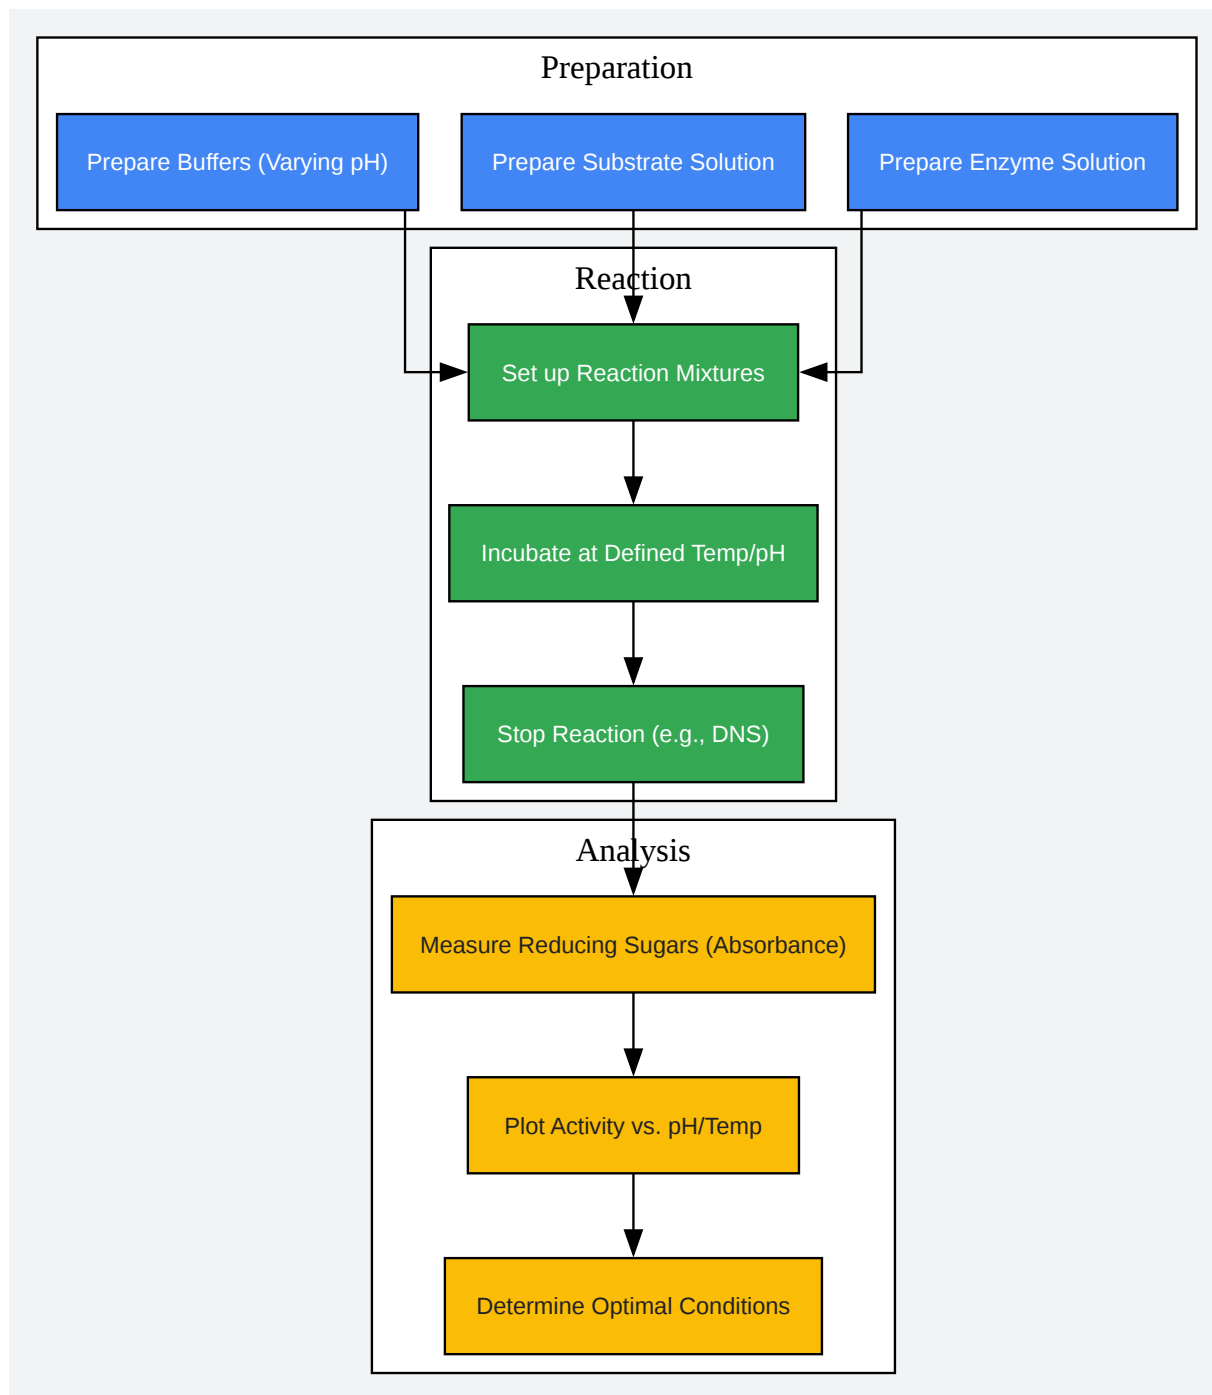 Preparation
Prepare Buffers (Varying pH)
Prepare Substrate Solution
Prepare Enzyme Solution
Reaction
Set up Reaction Mixtures
Incubate at Defined Temp/pH
Stop Reaction (e.g., DNS)
Analysis
Measure Reducing Sugars (Absorbance)
Plot Activity vs. pH/Temp
Determine Optimal Conditions